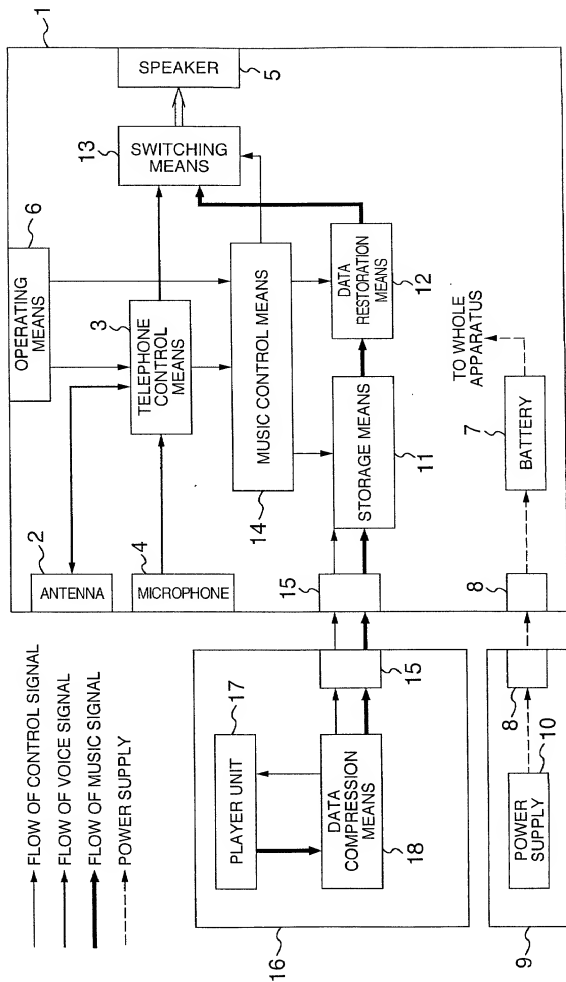 FLOW OF CONTROL SIGNAL
FLOW OF VOICE SIGNAL
FLOW OF MUSIC SIGNAL
POWER SUPPLY
1
2
ANTENNA
4
MICROPHONE
6
OPERATING
MEANS
3
TELEPHONE
CONTROL
MEANS
13
SWITCHING
MEANS
SPEAKER
5
MUSIC CONTROL MEANS
14
15
STORAGE MEANS
11
DATA
RESTORATION
MEANS
12
TO WHOLE
APPARATUS
7
BATTERY
8
17
PLAYER UNIT
15
DATA
COMPRESSION
MEANS
18
16
8
10
POWER
SUPPLY
9